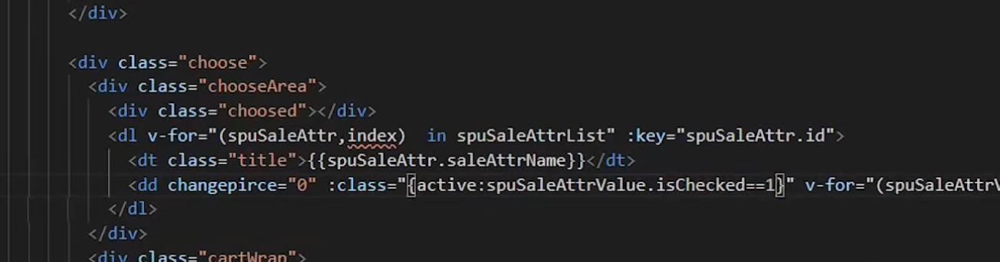 </div>
<div class="choose">
<div class="chooseArea">
<div class="choosed"></div>
<dl v-for="(spuSaleAttr,index)  in spuSaleAttrList" :key="spuSaleAttr.id">
<dt class="title">{{spuSaleAttr.saleAttrName}}</dt>
<dd changepirce="0" :class="{active:spuSaleAttrValue.isChecked==1}" v-for="(spuSaleAttrV
</dl>
</div>
<div class="cartWrap">